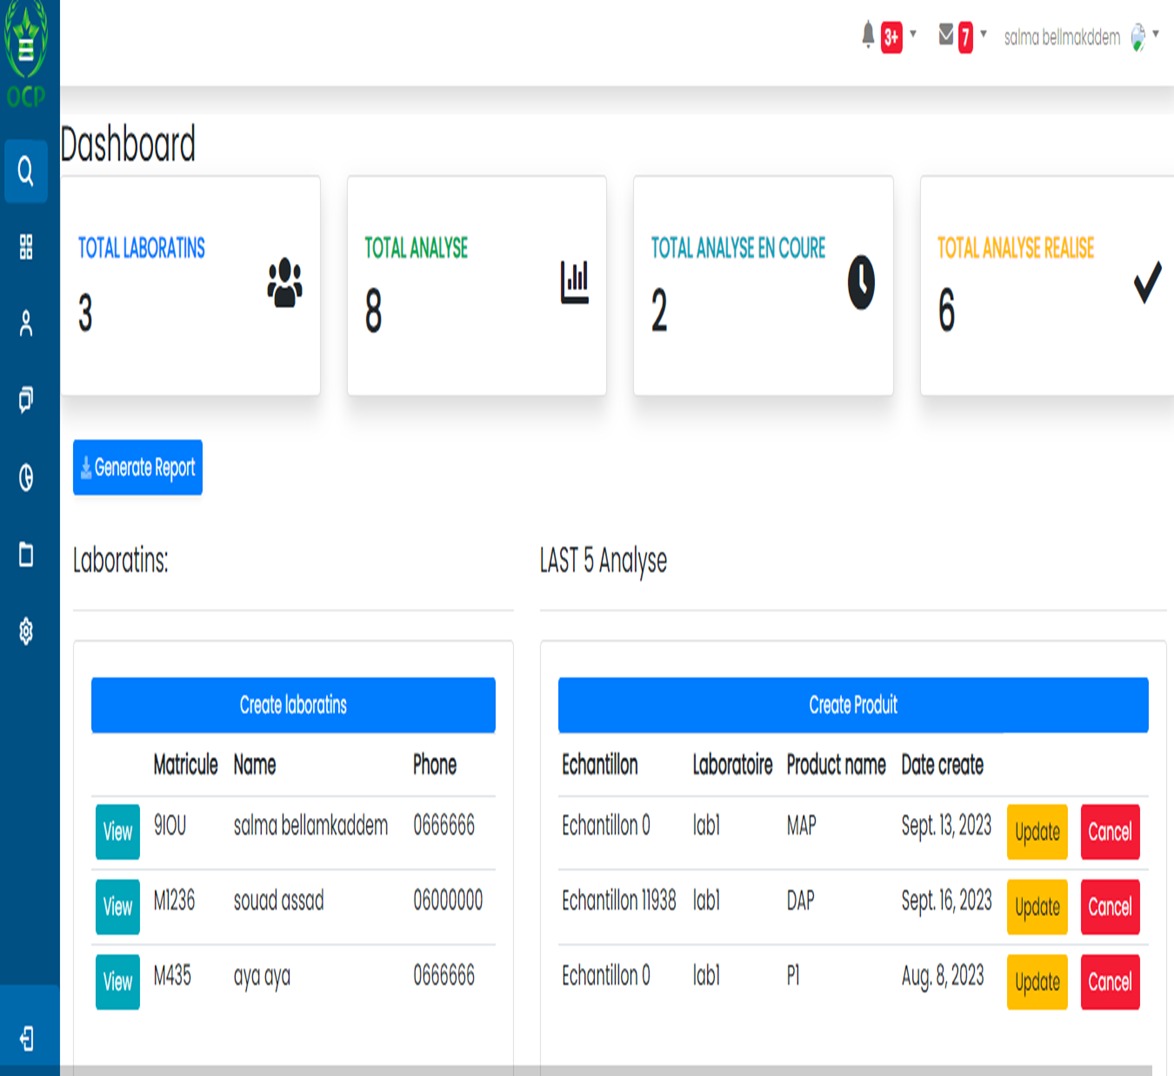 OCP
3+ 7 salma bellmakddem
Dashboard
TOTAL LABORATINS
3
TOTAL ANALYSE
8
TOTAL ANALYSE EN COURE
2
TOTAL ANALYSE REALISE
6
Generate Report
Laboratins:
Create laboratins
Matricule Name Phone
View 9IOU salma bellamkaddem 0666666
View M1236 souad assad 06000000
View M435 aya aya 0666666
LAST 5 Analyse
Create Produit
Echantillon Laboratoire Product name Date create
Echantillon 0 lab1 MAP Sept. 13, 2023 Update Cancel
Echantillon 11938 lab1 DAP Sept. 16, 2023 Update Cancel
Echantillon 0 lab1 P1 Aug. 8, 2023 Update Cancel